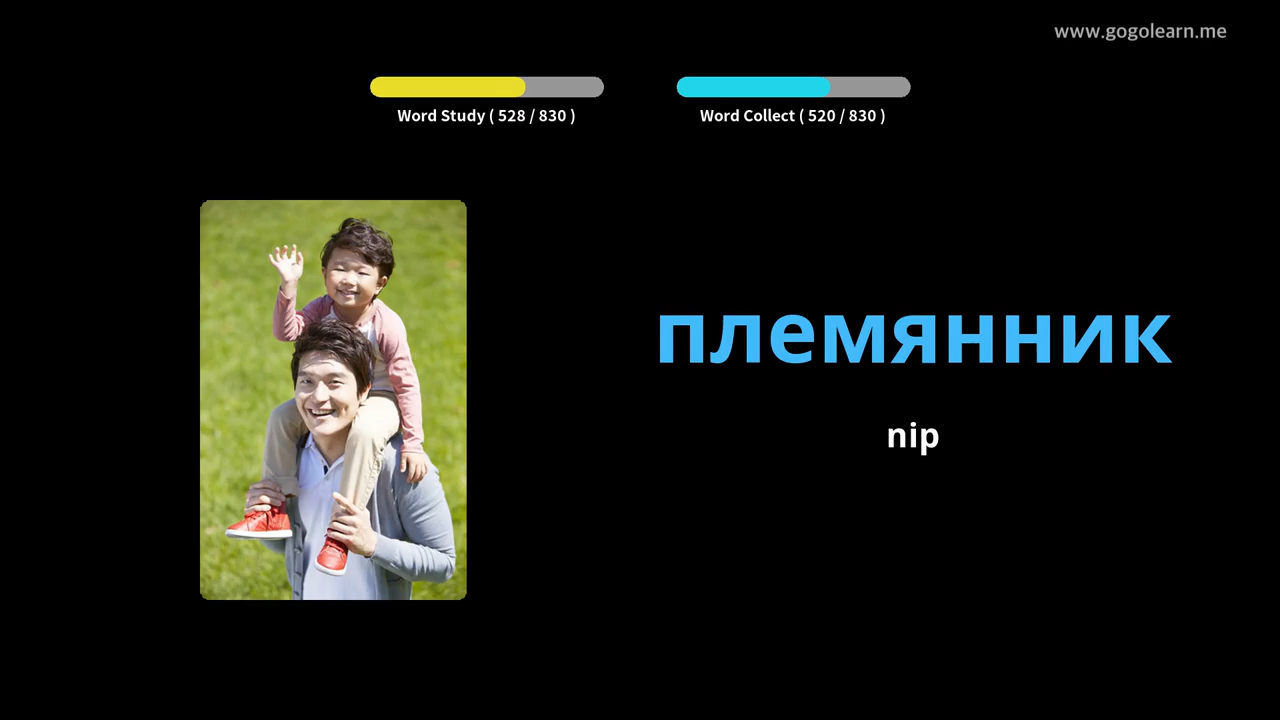 www.gogolearn.me
Word Study ( 528 / 830 )
Word Collect ( 520 / 830 )
племянник
nip